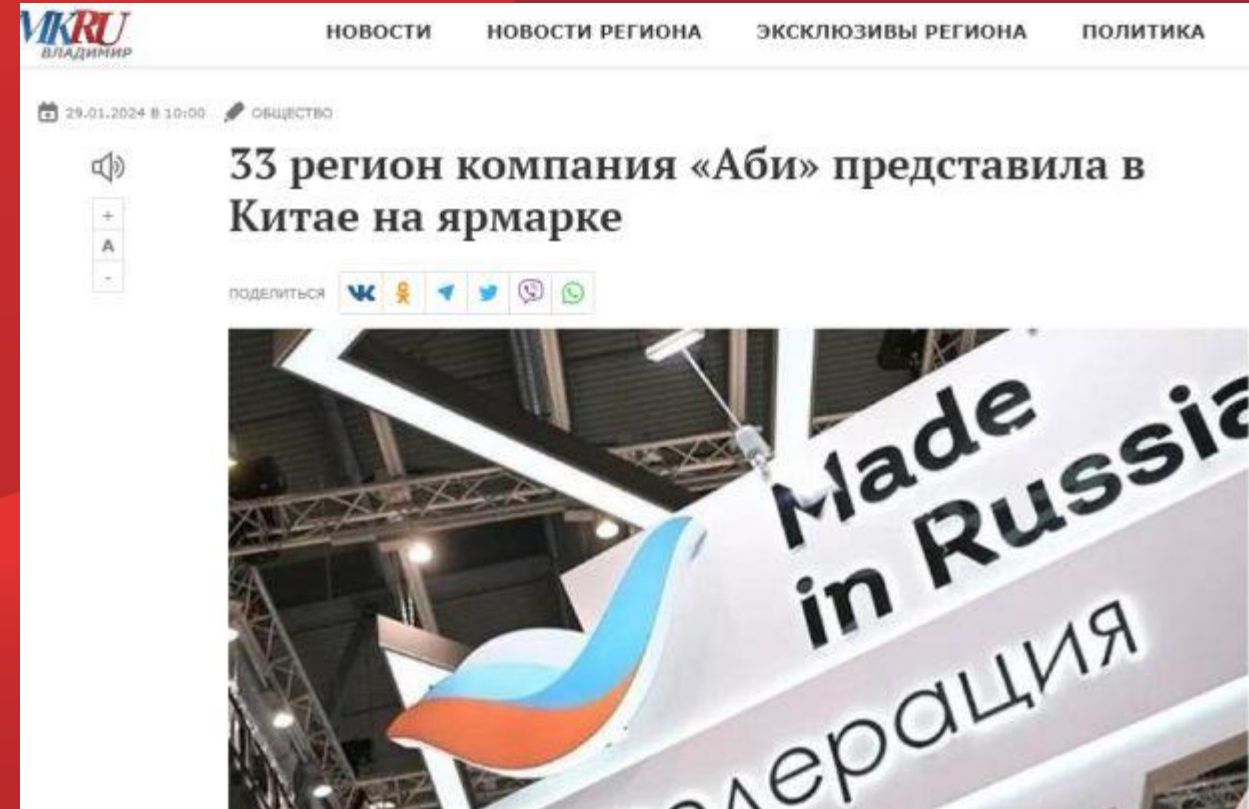 MKRU
ВЛАДИМИР
НОВОСТИ НОВОСТИ РЕГИОНА ЭКСКЛЮЗИВЫ РЕГИОНА ПОЛИТИКА
29.01.2024 В 10:00 ОБЩЕСТВО
33 регион компания «Аби» представила в
Китае на ярмарке
+
А
-
ПОДЕЛИТЬСЯ
Made
in Russia
дерация